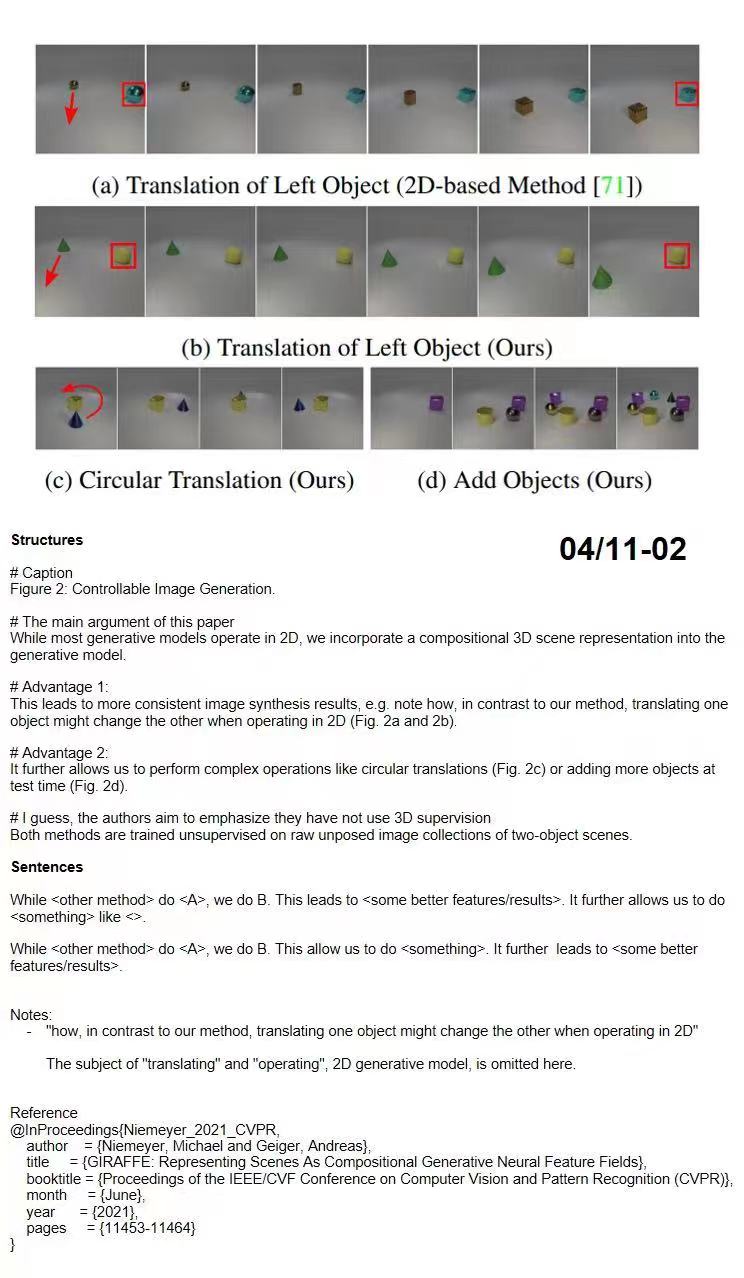 (a) Translation of Left Object (2D-based Method [71])
(b) Translation of Left Object (Ours)
(c) Circular Translation (Ours)
(d) Add Objects (Ours)
Structures
04/11-02
# Caption
Figure 2: Controllable Image Generation.
# The main argument of this paper
While most generative models operate in 2D, we incorporate a compositional 3D scene representation into the
generative model.
# Advantage 1:
This leads to more consistent image synthesis results, e.g. note how, in contrast to our method, translating one
object might change the other when operating in 2D (Fig. 2a and 2b).
# Advantage 2:
It further allows us to perform complex operations like circular translations (Fig. 2c) or adding more objects at
test time (Fig. 2d).
# I guess, the authors aim to emphasize they have not use 3D supervision
Both methods are trained unsupervised on raw unposed image collections of two-object scenes.
Sentences
While <other method> do <A>, we do B. This leads to <some better features/results>. It further allows us to do
<something> like <>.
While <other method> do <A>, we do B. This allow us to do <something>. It further  leads to <some better
features/results>.
Notes:
- "how, in contrast to our method, translating one object might change the other when operating in 2D"
The subject of "translating" and "operating", 2D generative model, is omitted here.
Reference
@InProceedings{Niemeyer_2021_CVPR,
author = {Niemeyer, Michael and Geiger, Andreas},
title = {GIRAFFE: Representing Scenes As Compositional Generative Neural Feature Fields},
booktitle = {Proceedings of the IEEE/CVF Conference on Computer Vision and Pattern Recognition (CVPR)},
month = {June},
year = {2021},
pages = {11453-11464}
}